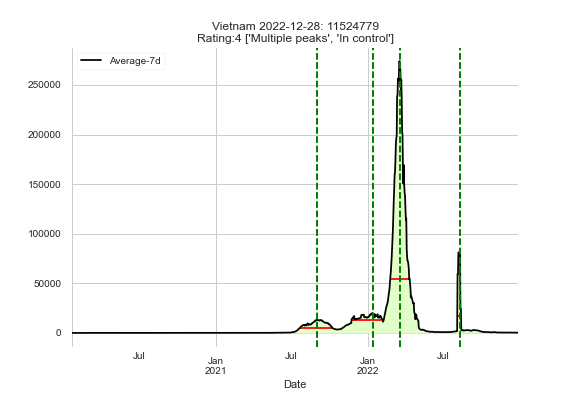 Vietnam 2022-12-28: 11524779
Rating:4 ['Multiple peaks', 'In control']
Average-7d
250000
200000
150000
100000
50000
0
Jul
Jan
2021
Jul
Jan
2022
Jul
Date